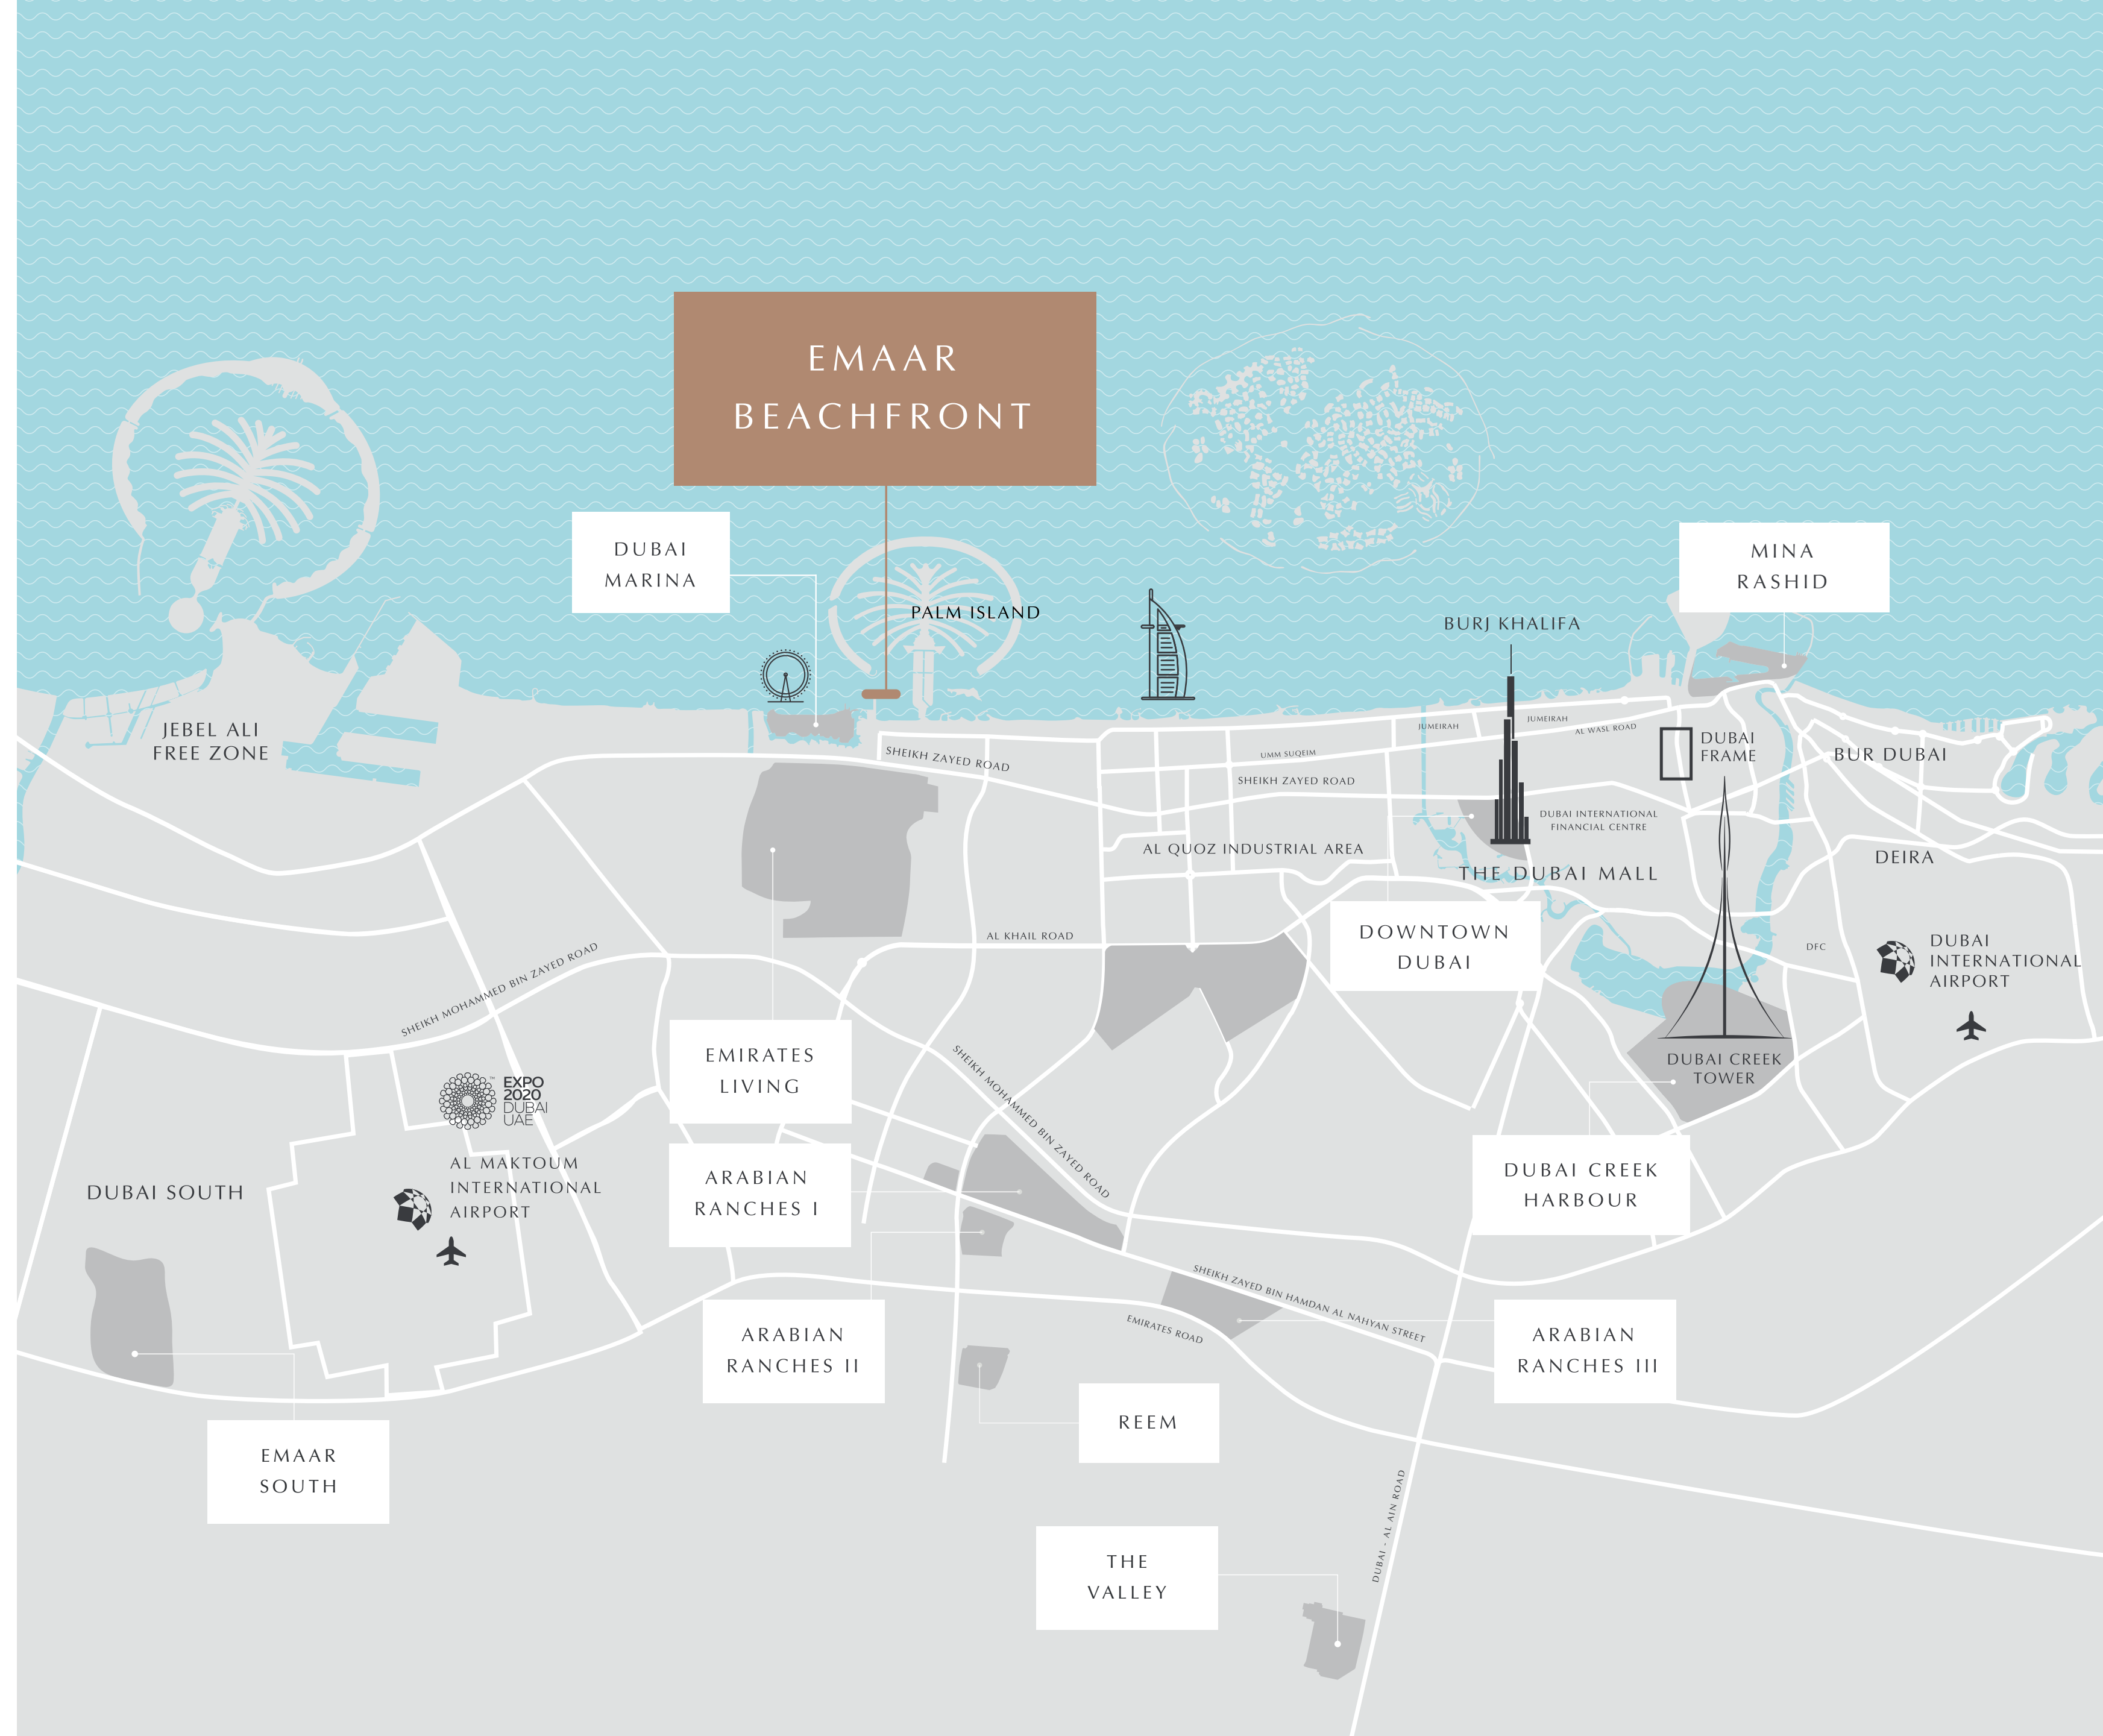 EMAAR
BEACHFRONT
DUBAI
MARINA
MINA
RASHID
PALM ISLAND
BURJ KHALIFA
JEBEL ALI
FREE ZONE
JUMEIRAH
JUMEIRAH
AL WASL ROAD
DUBAI
FRAME
BUR DUBAI
SHEIKH ZAYED ROAD
UMM SUQEIM
SHEIKH ZAYED ROAD
DUBAI INTERNATIONAL
FINANCIAL CENTRE
AL QUOZ INDUSTRIAL AREA
THE DUBAI MALL
DEIRA
DOWNTOWN
DUBAI
AL KHAIL ROAD
DFC
DUBAI
INTERNATIONAL
AIRPORT
SHEIKH MOHAMMED BIN ZAYED ROAD
EMIRATES
LIVING
DUBAI CREEK
TOWER
EXPO
2020
DUBAI
UAE
™
SHEIKH MOHAMMED BIN ZAYED ROAD
AL MAKTOUM
INTERNATIONAL
AIRPORT
DUBAI SOUTH
ARABIAN
RANCHES I
DUBAI CREEK
HARBOUR
SHEIKH ZAYED BIN HAMDAN AL NAHYAN STREET
EMIRATES ROAD
ARABIAN
RANCHES II
ARABIAN
RANCHES III
REEM
EMAAR
SOUTH
DUBAI - AL AIN ROAD
THE
VALLEY